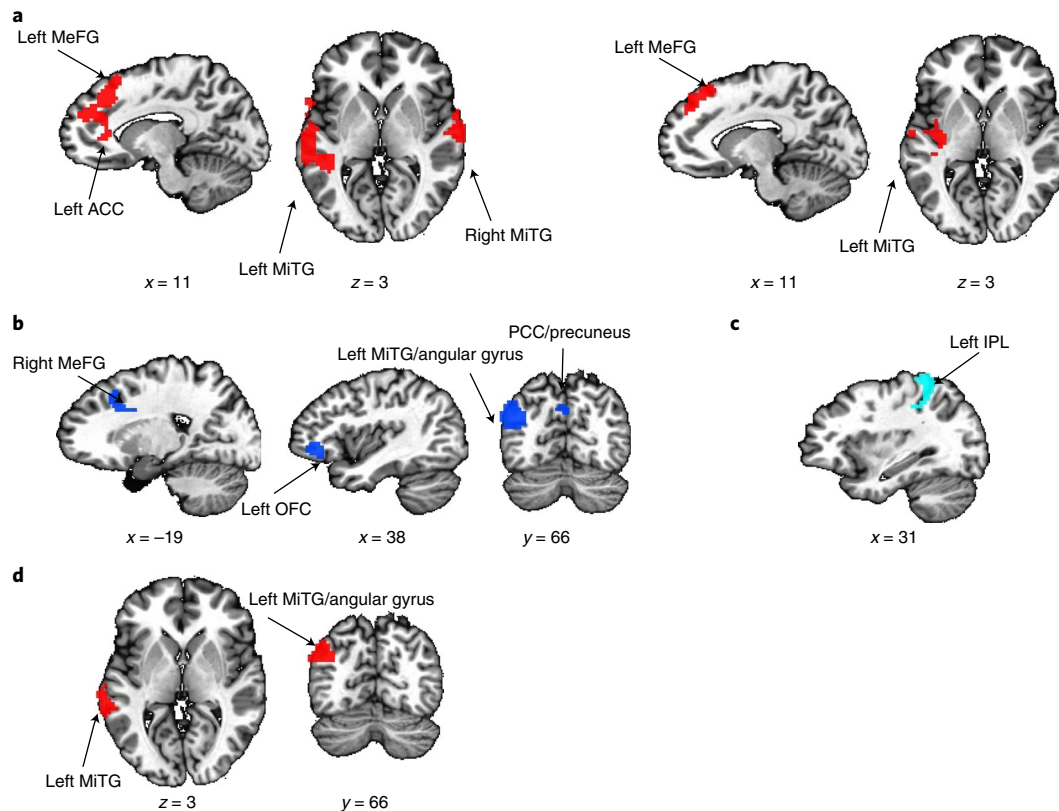 a
Left MeFG
Left ACC
Left MiTG
Right MiTG
x = 11
z = 3
Left MeFG
Left MiTG
x = 11
z = 3
b
Right MeFG
Left MiTG/angular gyrus
PCC/precuneus
Left OFC
x = –19
x = 38
y = 66
c
Left IPL
x = 31
d
Left MiTG/angular gyrus
Left MiTG
z = 3
y = 66